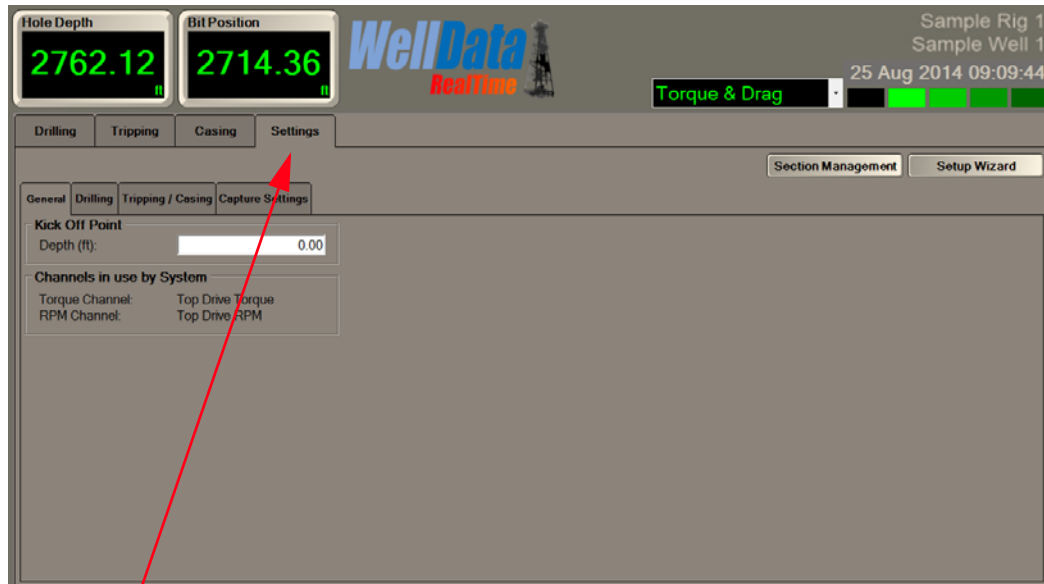 Hole Depth
2762.12
ft
Bit Position
2714.36
ft
WellData
RealTime
Sample Rig 1
Sample Well 1
25 Aug 2014 09:09:44
Torque & Drag
Drilling Tripping Casing Settings
Section Management Setup Wizard
General Drilling Tripping / Casing Capture Settings
Kick Off Point
Depth (ft): 0.00
Channels in use by System
Torque Channel: Top Drive Torque
RPM Channel: Top Drive RPM